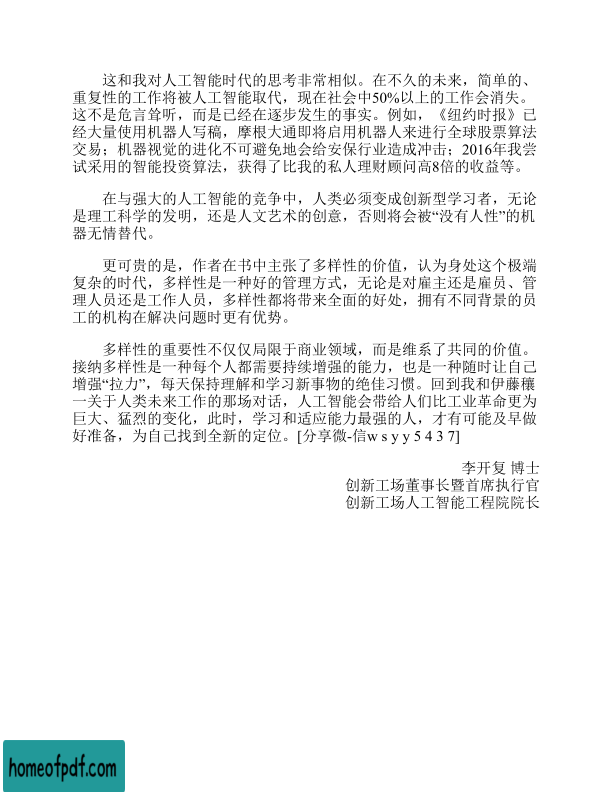 这和我对人工智能时代的思考非常相似。在不久的未来，简单的、
重复性的工作将被人工智能取代，现在社会中50%以上的工作会消失。
这不是危言耸听，而是已经在逐步发生的事实。例如，《纽约时报》已
经大量使用机器人写稿，摩根大通即将启用机器人来进行全球股票算法
交易；机器视觉的进化不可避免地会给安保行业造成冲击；2016年我尝
试采用的智能投资算法，获得了比我的私人理财顾问高8倍的收益等。
在与强大的人工智能的竞争中，人类必须变成创新型学习者，无论
是理工科学的发明，还是人文艺术的创意，否则将会被“没有人性”的机
器无情替代。
更可贵的是，作者在书中主张了多样性的价值，认为身处这个极端
复杂的时代，多样性是一种好的管理方式，无论是对雇主还是雇员、管
理人员还是工作人员，多样性都将带来全面的好处，拥有不同背景的员
工的机构在解决问题时更有优势。
多样性的重要性不仅仅局限于商业领域，而是维系了共同的价值。
接纳多样性是一种每个人都需要持续增强的能力，也是一种随时让自己
增强“拉力”，每天保持理解和学习新事物的绝佳习惯。回到我和伊藤穰
一关于人类未来工作的那场对话，人工智能会带给人们比工业革命更为
巨大、猛烈的变化，此时，学习和适应能力最强的人，才有可能及早做
好准备，为自己找到全新的定位。[分享微-信w s y y 5 4 3 7]
李开复 博士
创新工场董事长暨首席执行官
创新工场人工智能工程院院长
homeofpdf.com